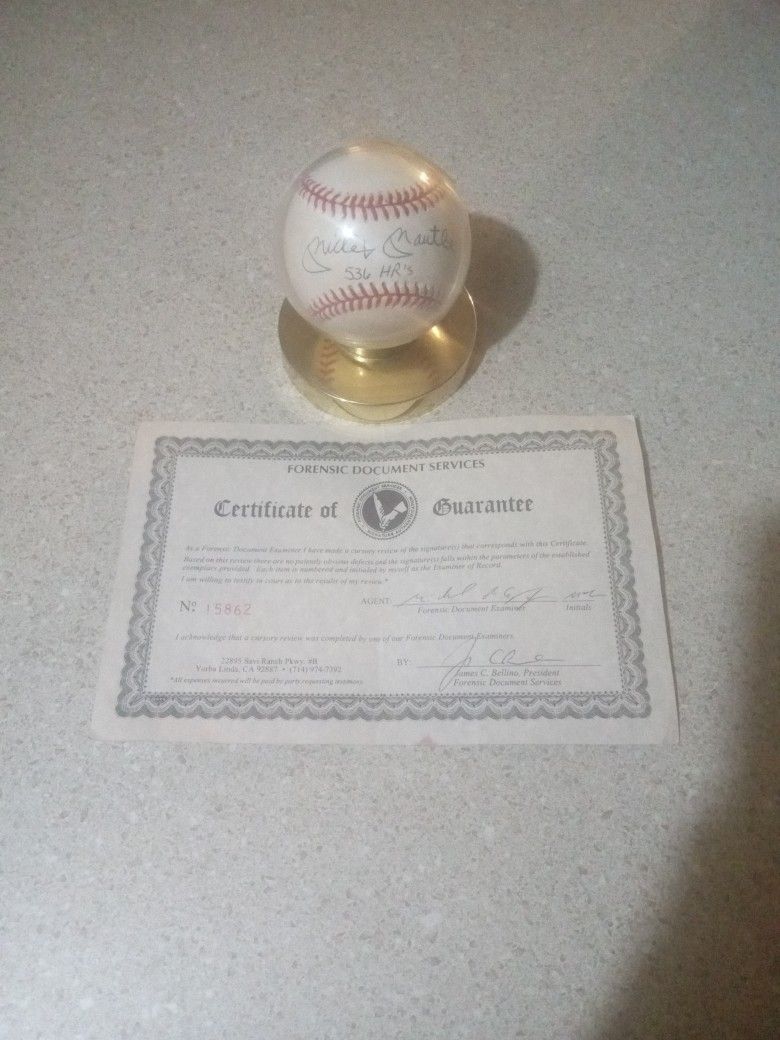 Mickey Mantle
536 HR's
FORENSIC DOCUMENT SERVICES
Certificate of Guarantee
As a Forensic Document Examiner I have made a cursory review of the signature(s) that corresponds with this Certificate.
Based on this review there are no patently obvious defects and the signature(s) falls within the parameters of the established
exemplars provided. Each item is numbered and initialed by myself as the Examiner of Record.
I am willing to testify in court as to the results of my review.*
No 15862
AGENT:
Forensic Document Examiner Initials
I acknowledge that a cursory review was completed by one of our Forensic Document Examiners.
22895 Savi Ranch Pkwy. #B
Yorba Linda, CA 92887 • (714) 974-7392
BY:
James C. Bellino, President
Forensic Document Services
*All expenses incurred will be paid by parts requesting testimony.